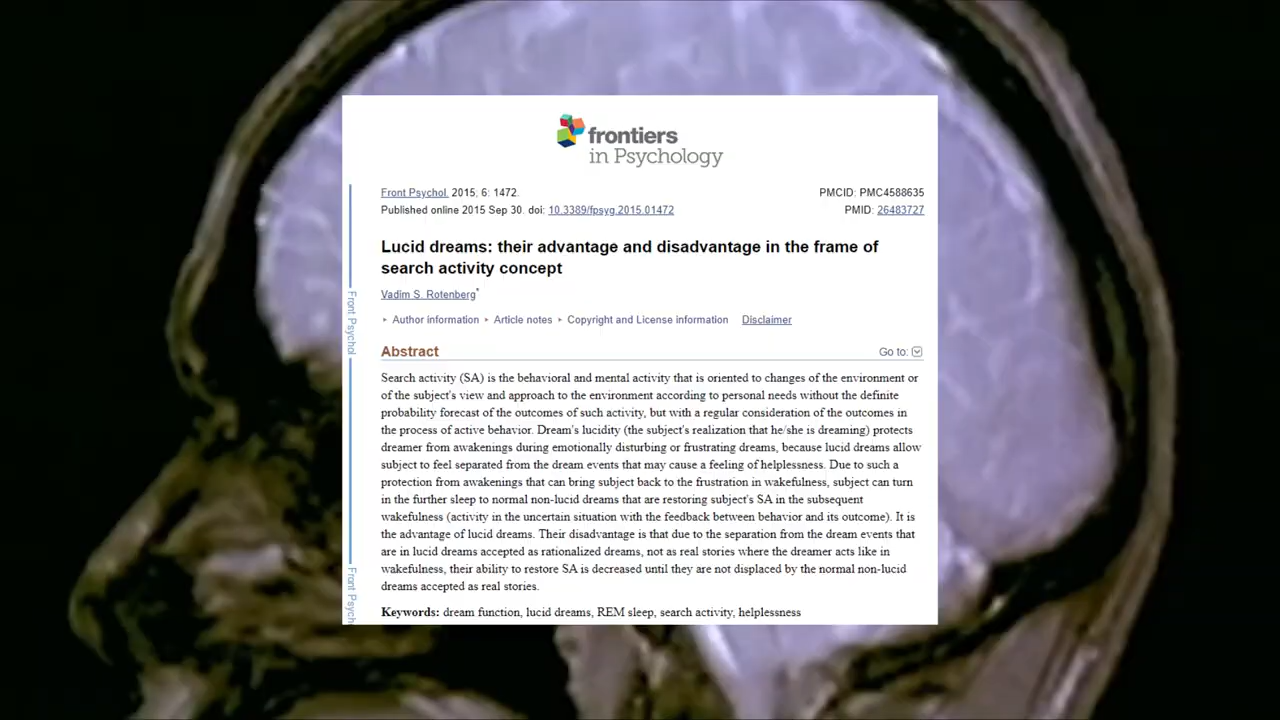 frontiers
in Psychology
Front Psychol. 2015; 6: 1472.
PMCID: PMC4588635
Published online 2015 Sep 30. doi: 10.3389/fpsyg.2015.01472
PMID: 26483727
Lucid dreams: their advantage and disadvantage in the frame of
search activity concept
Vadim S. Rotenberg*
Author information Article notes Copyright and License information Disclaimer
Abstract
Go to:
Search activity (SA) is the behavioral and mental activity that is oriented to changes of the environment or
of the subject's view and approach to the environment according to personal needs without the definite
probability forecast of the outcomes of such activity, but with a regular consideration of the outcomes in
the process of active behavior. Dream's lucidity (the subject's realization that he/she is dreaming) protects
dreamer from awakenings during emotionally disturbing or frustrating dreams, because lucid dreams allow
subject to feel separated from the dream events that may cause a feeling of helplessness. Due to such a
protection from awakenings that can bring subject back to the frustration in wakefulness, subject can turn
in the further sleep to normal non-lucid dreams that are restoring subject's SA in the subsequent
wakefulness (activity in the uncertain situation with the feedback between behavior and its outcome). It is
the advantage of lucid dreams. Their disadvantage is that due to the separation from the dream events that
are in lucid dreams accepted as rationalized dreams, not as real stories where the dreamer acts like in
wakefulness, their ability to restore SA is decreased until they are not displaced by the normal non-lucid
dreams accepted as real stories.
Keywords: dream function, lucid dreams, REM sleep, search activity, helplessness
Front Psychol
Front Psych